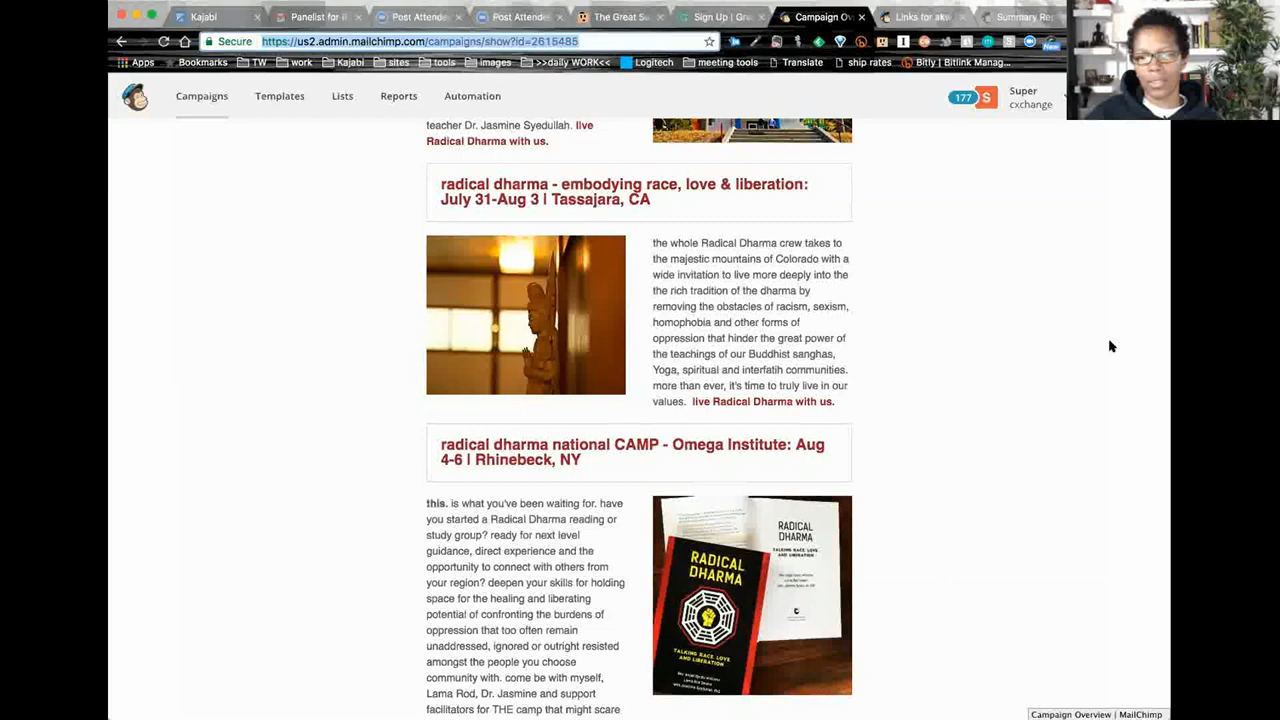 Kajabi
Panelist for
Post Attende
Post Attende
The Great S
Sign Up | Gre
Campaign Ov
Links for akw
Summary Re
Secure
https://us2.admin.mailchimp.com/campaigns/show?id=2615485
New
Apps
Bookmarks
TW
work
Kajabi
sites
tools
images
>>daily WORK<<
Logitech
meeting tools
Translate
ship rates
Bitly | Bitlink Manag...
Campaigns
Templates
Lists
Reports
Automation
177
S
Super
cxchange
teacher Dr. Jasmine Syedullah. live
Radical Dharma with us.
radical dharma - embodying race, love & liberation:
July 31-Aug 3 | Tassajara, CA
the whole Radical Dharma crew takes to
the majestic mountains of Colorado with a
wide invitation to live more deeply into the
the rich tradition of the dharma by
removing the obstacles of racism, sexism,
homophobia and other forms of
oppression that hinder the great power of
the teachings of our Buddhist sanghas,
Yoga, spiritual and interfatih communities.
more than ever, it's time to truly live in our
values. live Radical Dharma with us.
radical dharma national CAMP - Omega Institute: Aug
4-6 | Rhinebeck, NY
this. is what you've been waiting for. have
you started a Radical Dharma reading or
study group? ready for next level
guidance, direct experience and the
opportunity to connect with others from
your region? deepen your skills for holding
space for the healing and liberating
potential of confronting the burdens of
oppression that too often remain
unaddressed, ignored or outright resisted
amongst the people you choose
community with. come be with myself,
Lama Rod, Dr. Jasmine and support
facilitators for THE camp that might scare
RADICAL
DHARMA
TALKING RACE, LOVE
AND LIBERATION
RADICAL
DHARMA
TALKING RACE, LOVE
AND LIBERATION
Campaign Overview | MailChimp